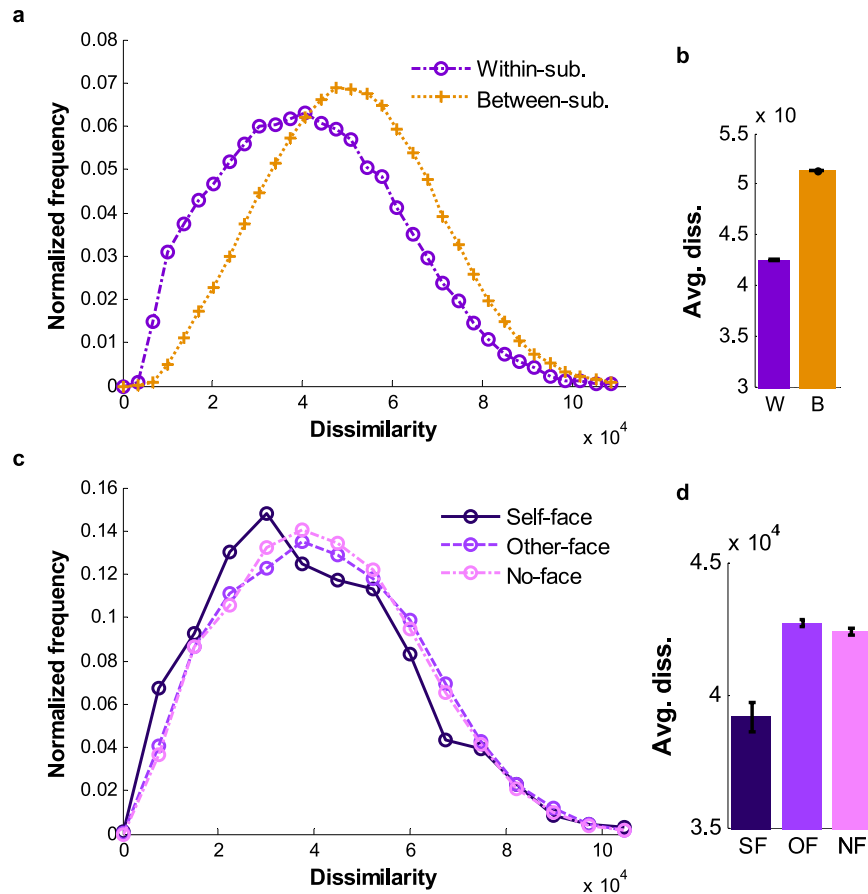 a
0.08
0.07
0.06
0.05
0.04
0.03
0.02
0.01
0
Normalized frequency
Within-sub.
Between-sub.
0 2 4 6 8 10
Dissimilarity
x 10^4
b
x 10
5.5
5
4.5
4
3.5
3
Avg. diss.
W B
c
0.16
0.14
0.12
0.1
0.08
0.06
0.04
0.02
0
Normalized frequency
Self-face
Other-face
No-face
0 2 4 6 8 10
Dissimilarity
x 10^4
d
x 10^4
4.5
4.0
3.5
Avg. diss.
SF OF NF